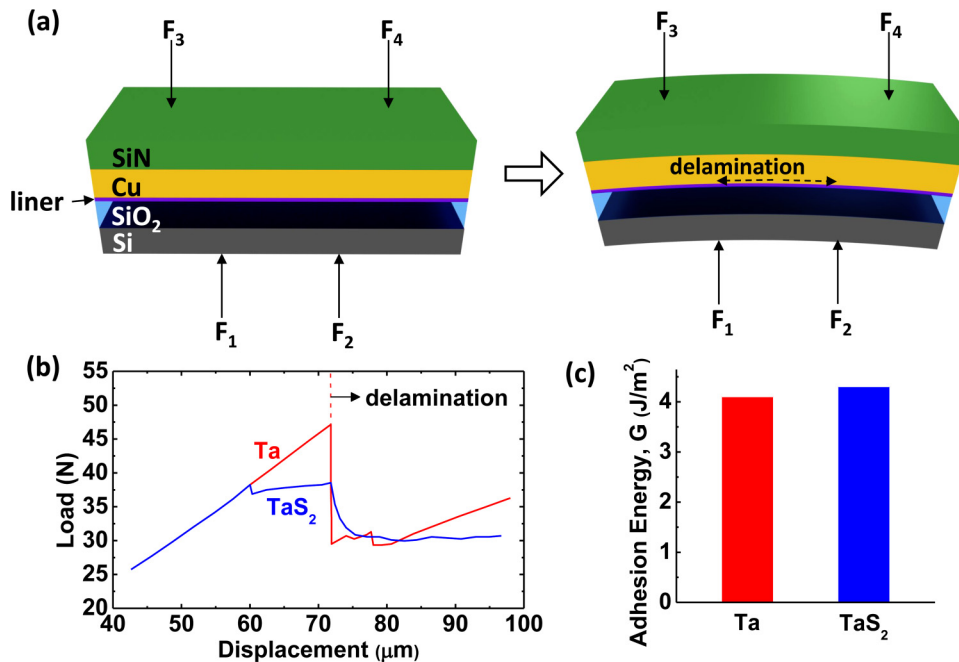 (a)
F₃ F₄ F₃ F₄
SiN
Cu
liner
SiO₂
Si
delamination
F₁ F₂ F₁ F₂
(b)
Load (N)
55
50
45
40
35
30
25
20
delamination
Ta
TaS₂
40 50 60 70 80 90 100
Displacement (μm)
(c)
Adhesion Energy, G (J/m²)
4
3
2
1
0
Ta TaS₂